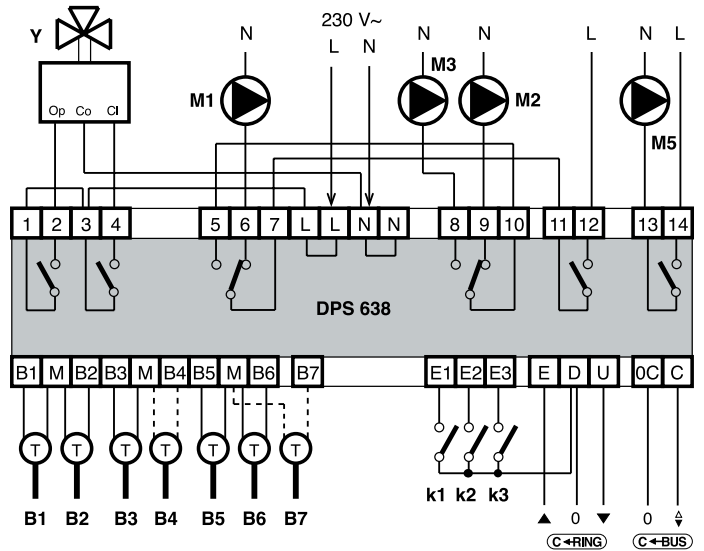 230 V~
Y
N
L
N
N
N
L
N
L
M3
M1
M2
M5
Op Co Cl
1 2 3 4
5 6 7 L L N N
8 9 10
11 12
13 14
DPS 638
B1 M B2 B3 M B4 B5 M B6
B7
E1 E2 E3
E D U
0C C
T T T T T T T
k1 k2 k3
B1 B2 B3 B4 B5 B6 B7
▲ 0 ▼
0
C◄RING
C◄BUS